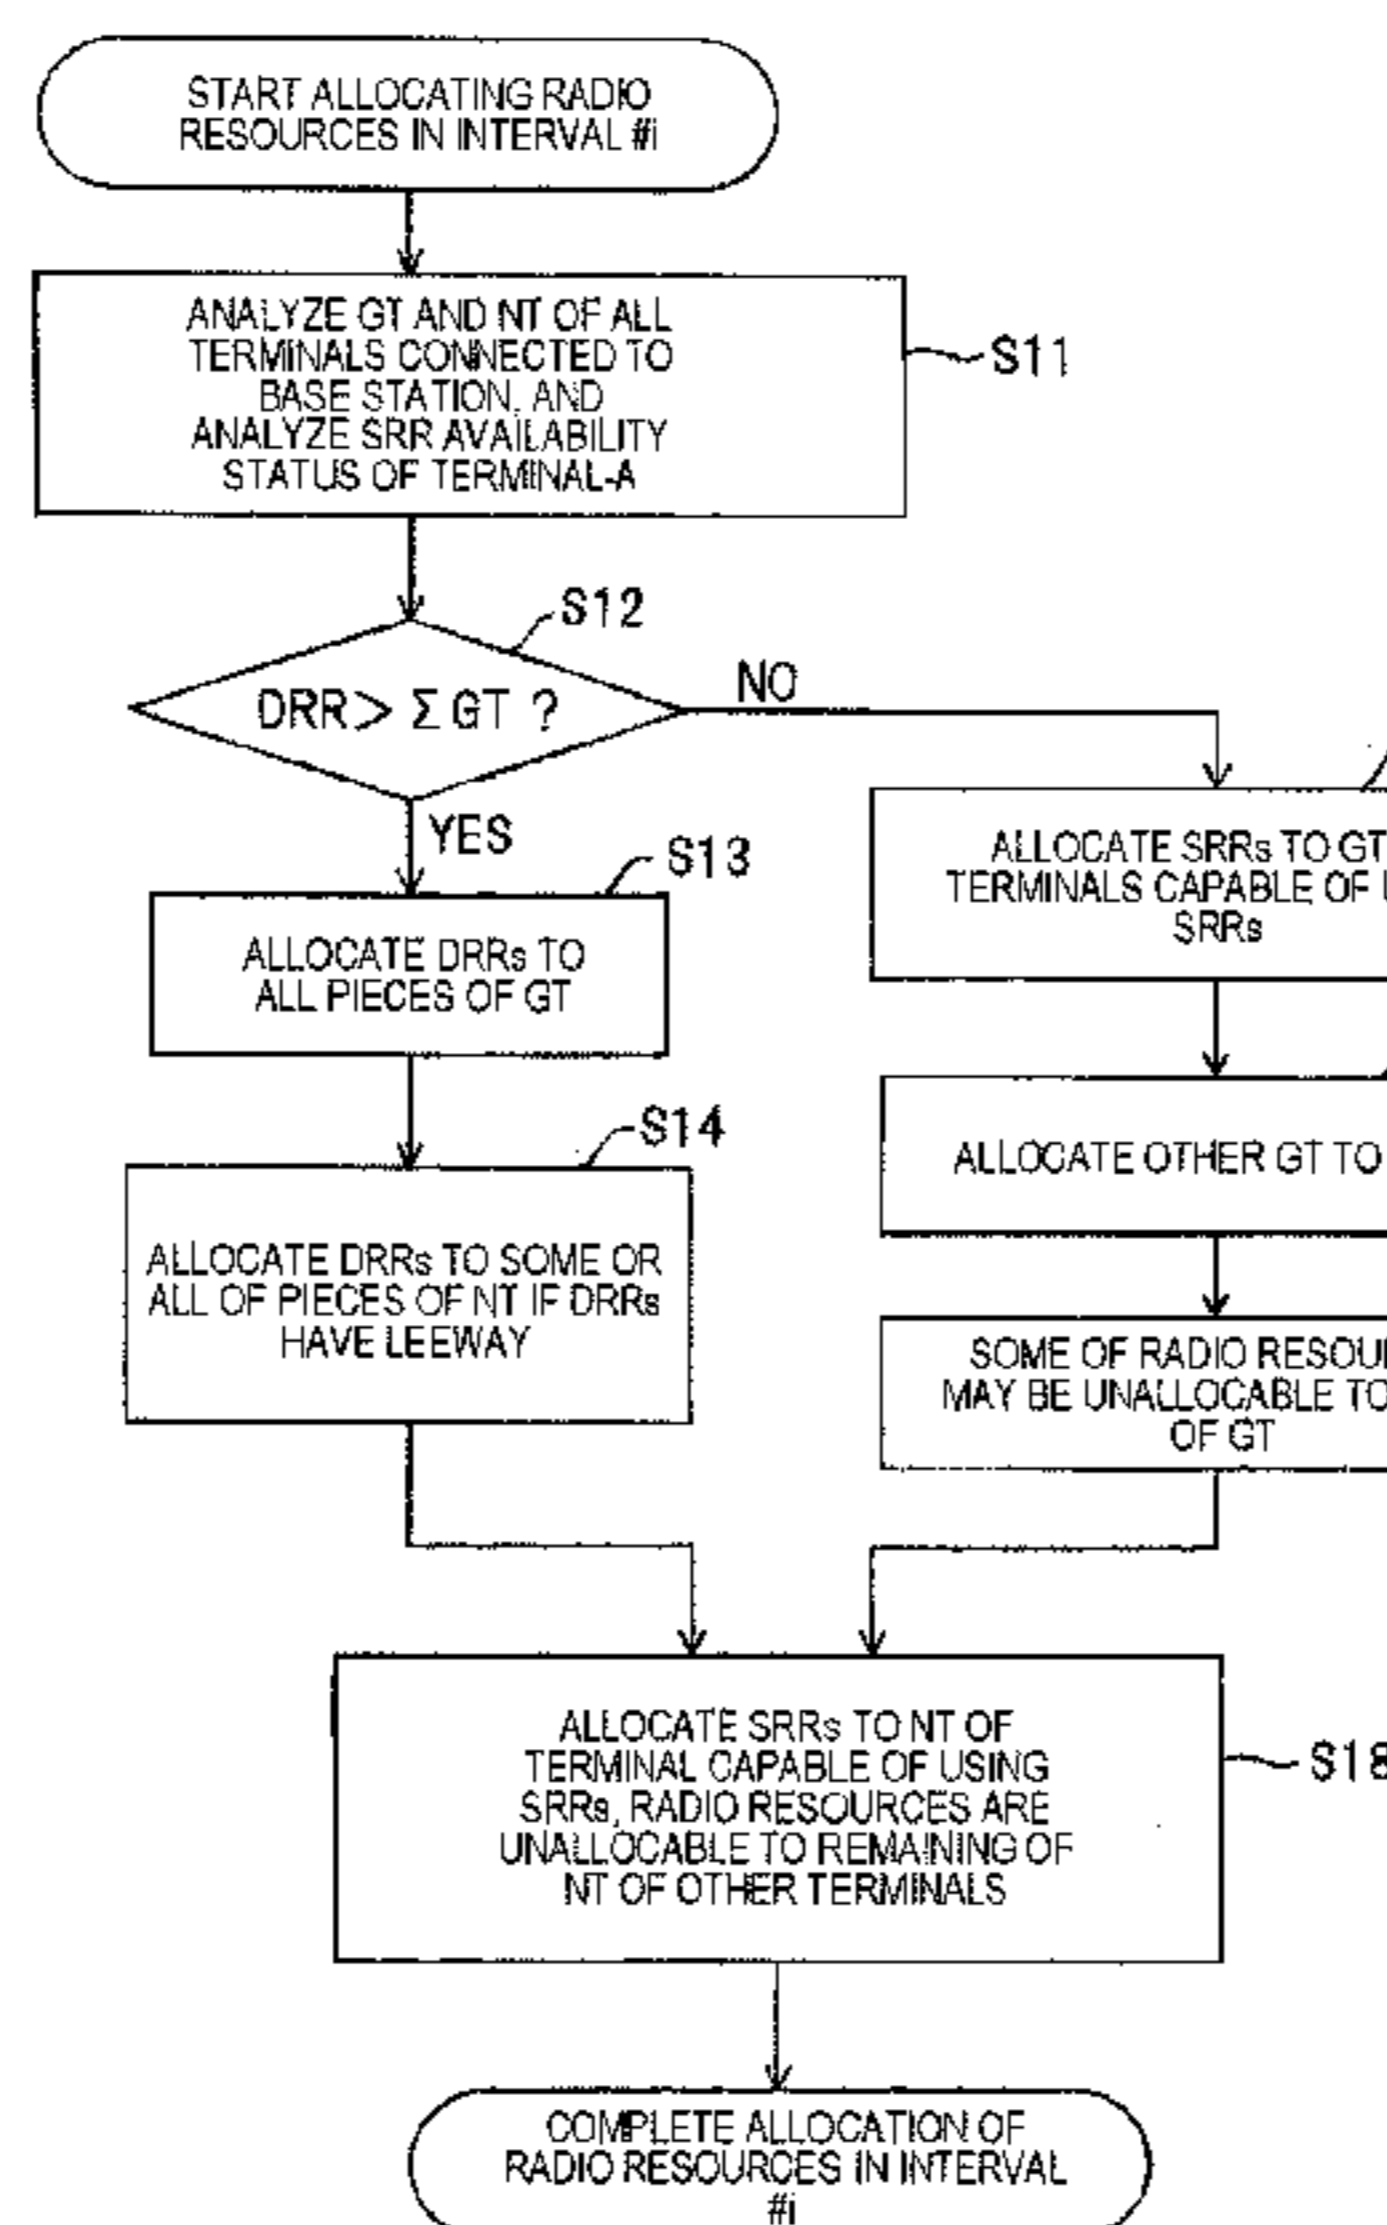 START ALLOCATING RADIO
RESOURCES IN INTERVAL #i
ANALYZE GT AND NT OF ALL
TERMINALS CONNECTED TO
BASE STATION, AND
ANALYZE SRR AVAILABILITY
STATUS OF TERMINAL-A
S11
S12
DRR > Σ GT ?
NO
YES
S13
ALLOCATE DRRs TO
ALL PIECES OF GT
S14
ALLOCATE DRRs TO SOME OR
ALL OF PIECES OF NT IF DRRs
HAVE LEEWAY
ALLOCATE SRRs TO GT
TERMINALS CAPABLE OF
SRRs
ALLOCATE OTHER GT TO
SOME OF RADIO
MAY BE UNALLOCABLE TO
OF GT
ALLOCATE SRRs TO NT OF
TERMINAL CAPABLE OF USING
SRRs, RADIO RESOURCES ARE
UNALLOCABLE TO REMAINING OF
NT OF OTHER TERMINALS
S18
COMPLETE ALLOCATION OF
RADIO RESOURCES IN INTERVAL
#i